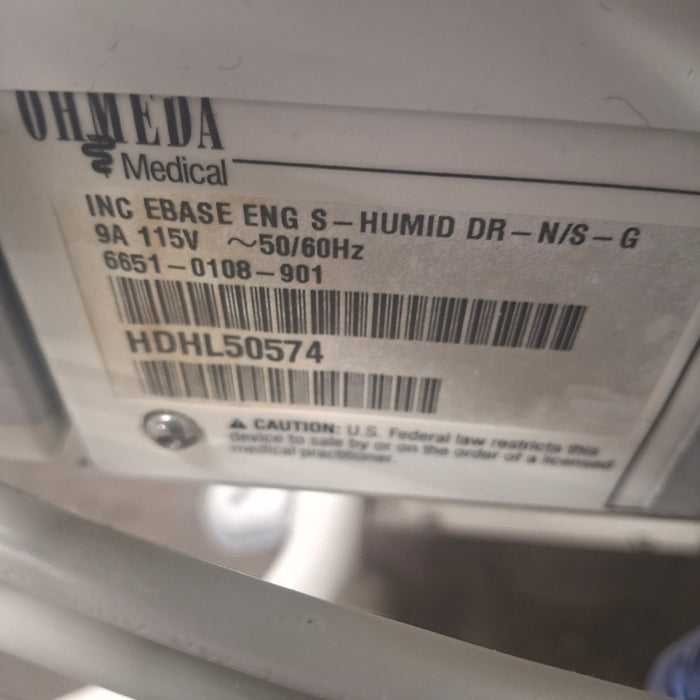 OHMEDA
Medical
INC EBASE ENG S-HUMID DR-N/S-G
9A 115V ~50/60Hz
6651-0108-901
HDHL50574
⚠ CAUTION: U.S. Federal law restricts this
device to sale by or on the order of a licensed
medical practitioner.